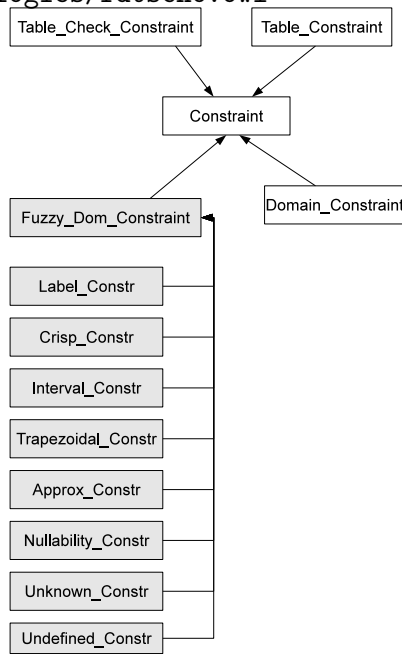 Table_Check_Constraint
Table_Constraint
Constraint
Fuzzy_Dom_Constraint
Domain_Constraint
Label_Constr
Crisp_Constr
Interval_Constr
Trapezoidal_Constr
Approx_Constr
Nullability_Constr
Unknown_Constr
Undefined_Constr